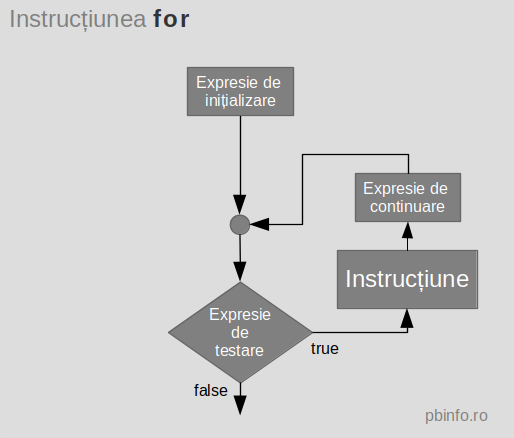 Instrucțiunea for
Expresie de
inițializare
Expresie de
continuare
Instrucțiune
Expresie
de
testare
true
false
pbinfo.ro